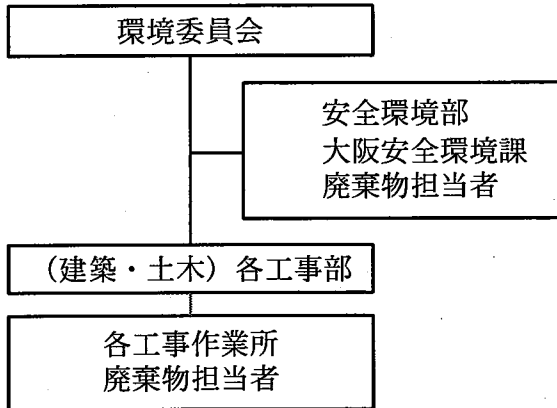 環境委員会
安全環境部
大阪安全環境課
廃棄物担当者
(建築・土木)各工事部
各工事作業所
廃棄物担当者